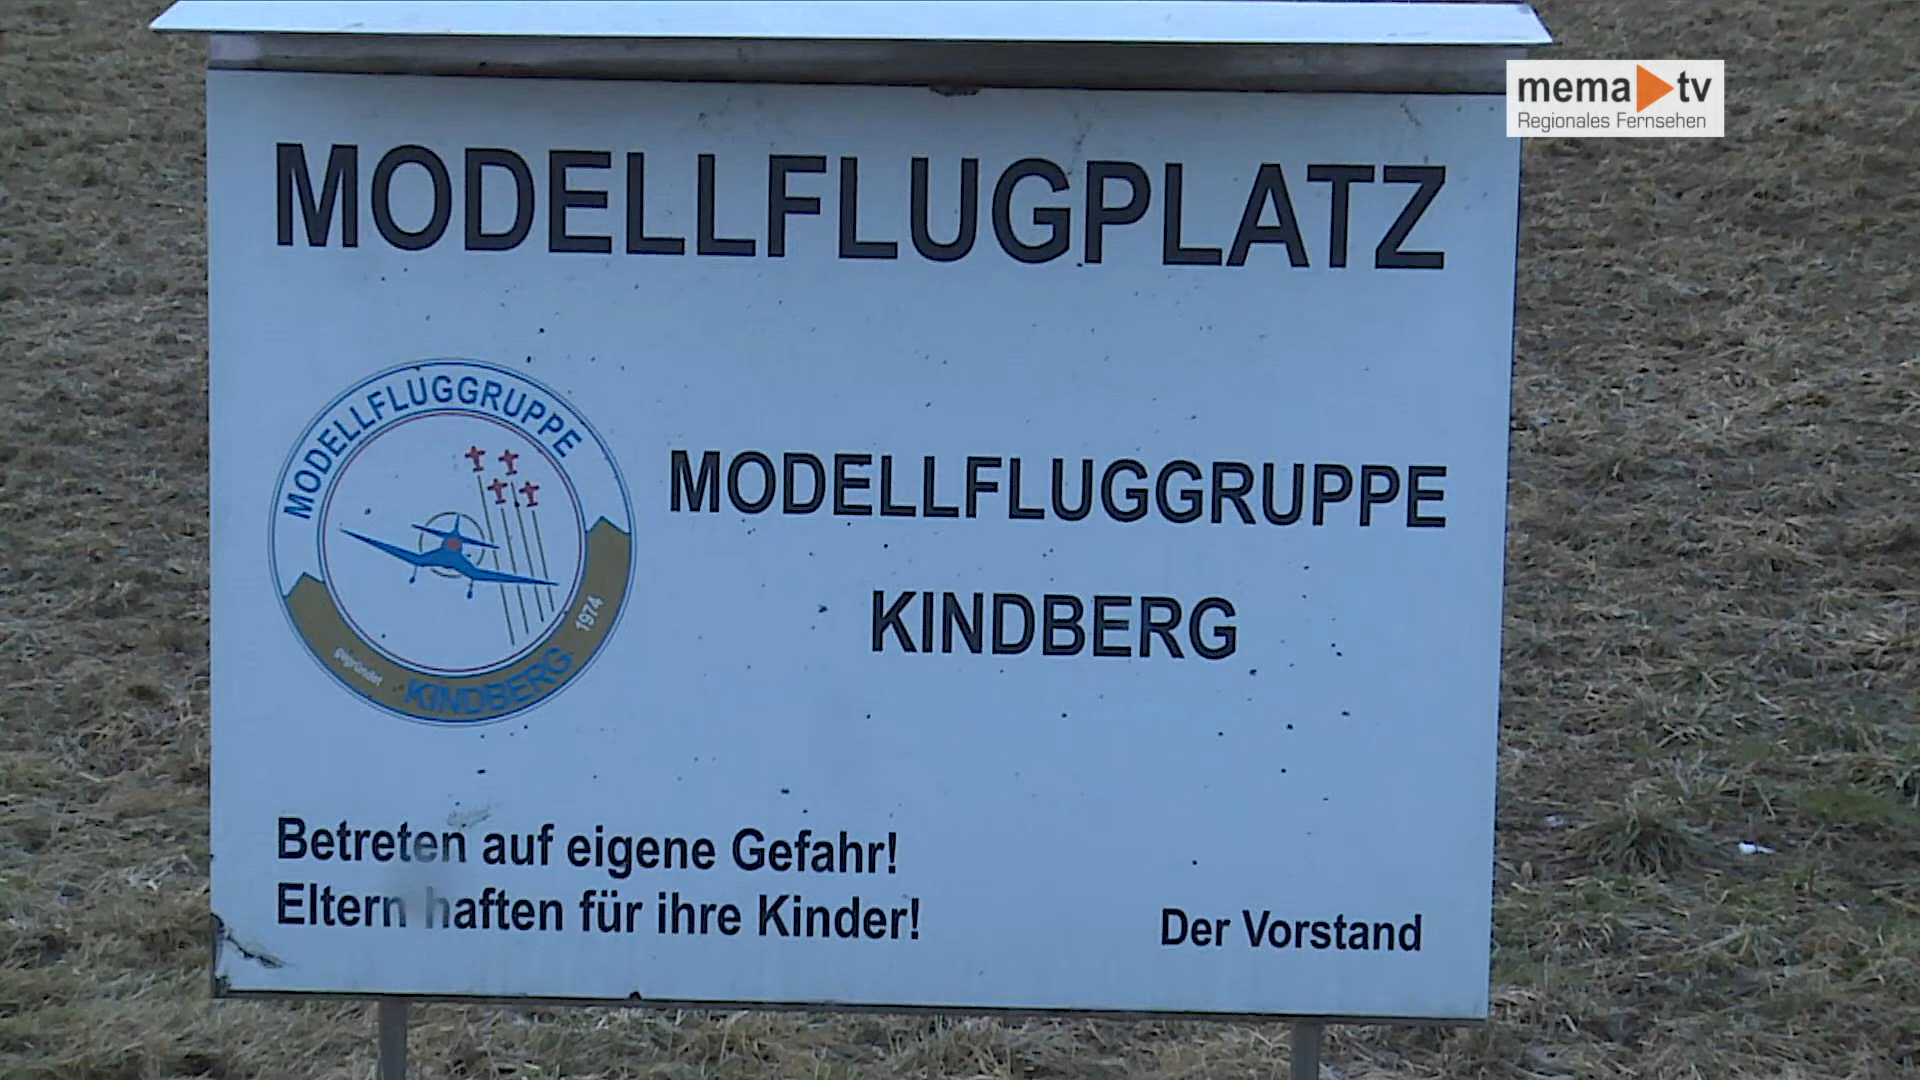 mema tv
Regionales Fernsehen
MODELLFLUGPLATZ
MODELLFLUGGRUPPE
gegründet
KINDBERG
1974
MODELLFLUGGRUPPE
KINDBERG
Betreten auf eigene Gefahr!
Eltern haften für ihre Kinder!
Der Vorstand